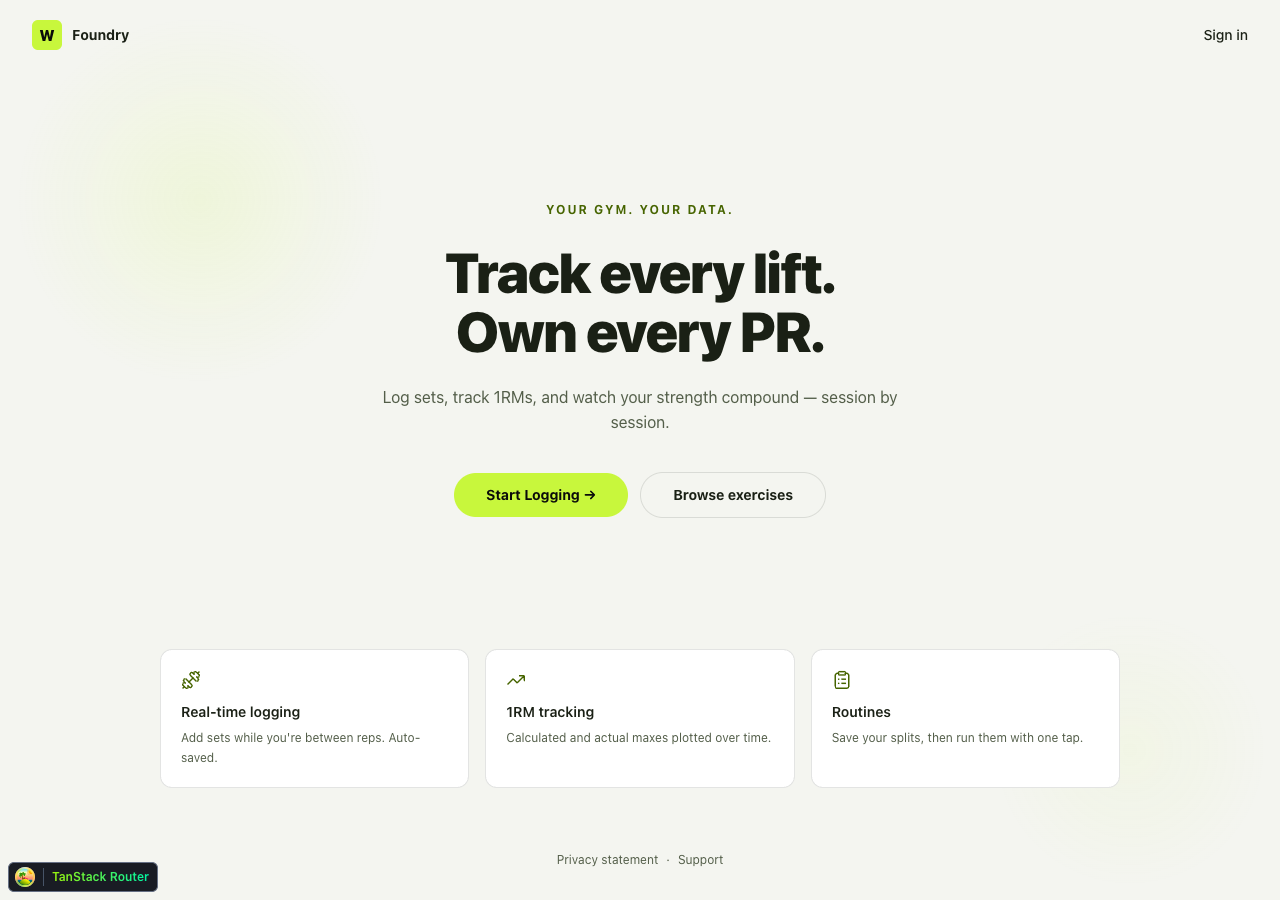 W Foundry
Sign in
YOUR GYM. YOUR DATA.
Track every lift.
Own every PR.
Log sets, track 1RMs, and watch your strength compound — session by
session.
Start Logging →
Browse exercises
Real-time logging
Add sets while you're between reps. Auto-
saved.
1RM tracking
Calculated and actual maxes plotted over time.
Routines
Save your splits, then run them with one tap.
Privacy statement · Support
TanStack Router